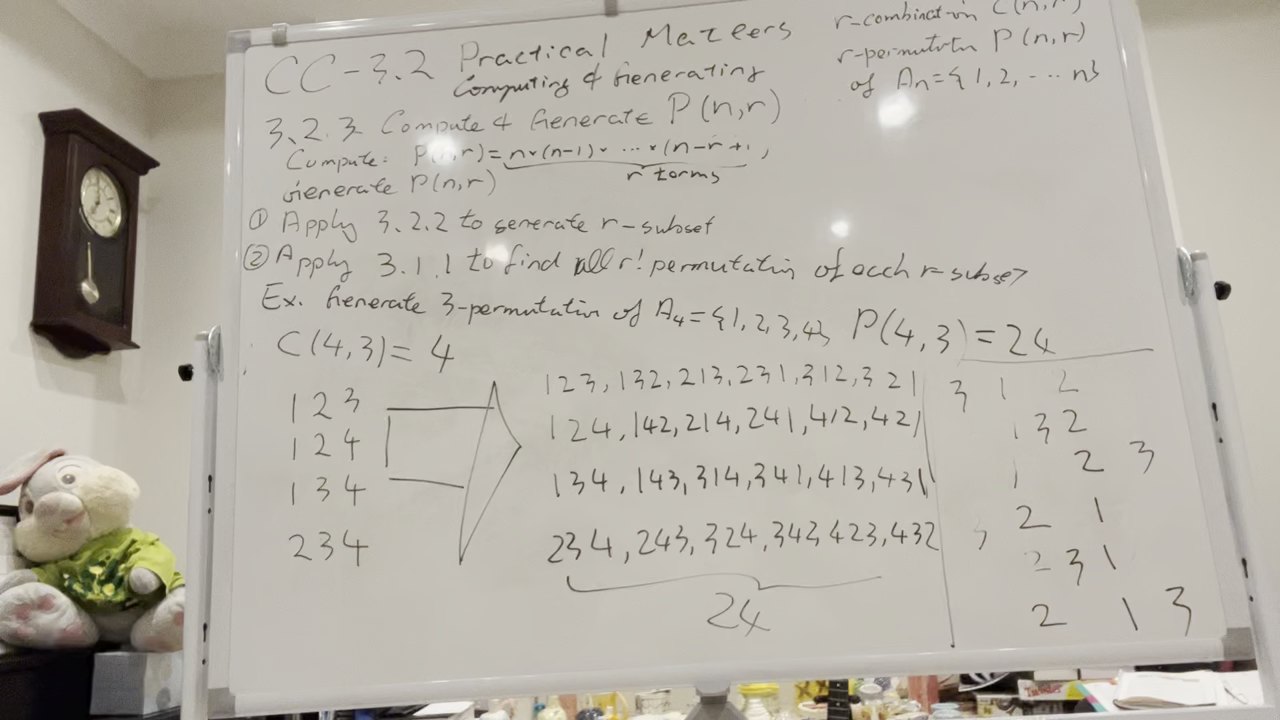 CC-3.2 Practical Matters
Computing & Generating
r-combination C(n,r)
r-permutatn P(n,r)
of An={1,2,...n}
3.2.3 Compute & Generate P(n,r)
Compute: P(n,r)=n×(n-1)×...×(n-r+1)
r terms
Generate P(n,r)
① Apply 3.2.2 to generate r-subset
② Apply 3.1.1 to find all r! permutatin of each r-subset
Ex. Generate 3-permutation of A4={1,2,3,4} P(4,3)=24
C(4,3)=4
123
124
134
234
123,132,213,231,312,321
124,142,214,241,412,421
134,143,314,341,413,431
234,243,324,342,423,432
24
3 1 2
1 3 2
1 2 3
3 2 1
2 3 1
2 1 3